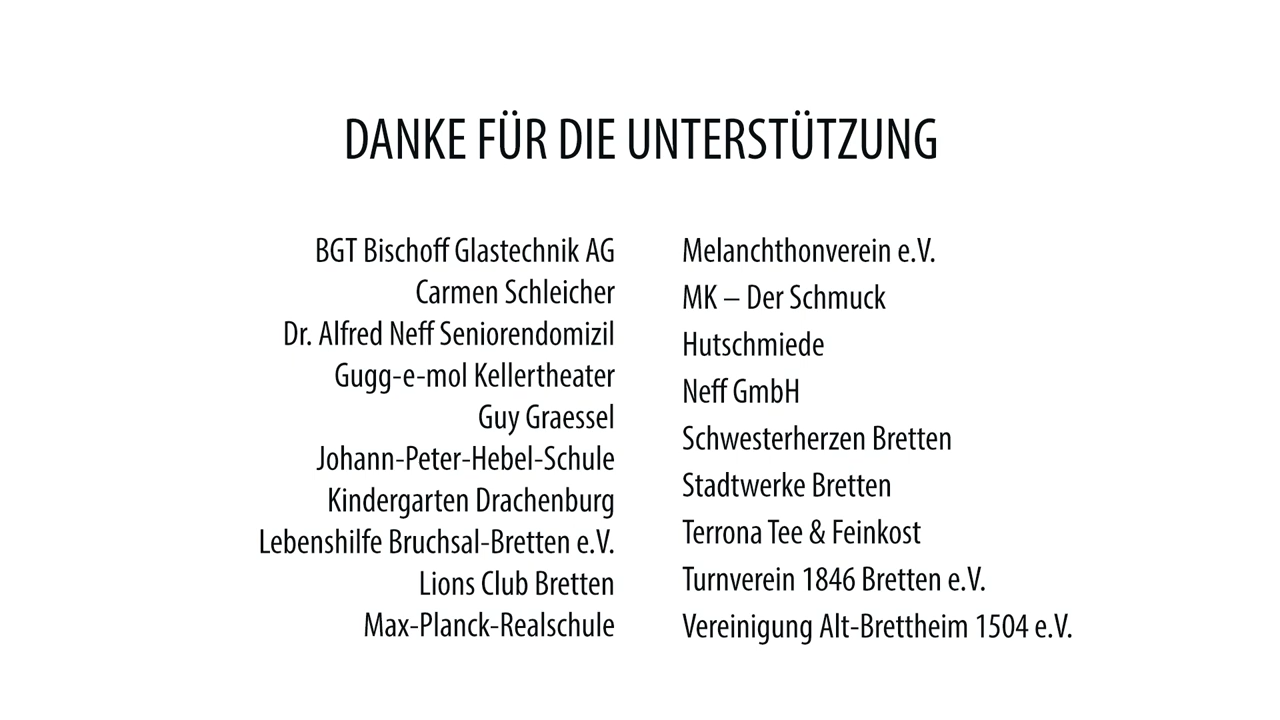 DANKE FÜR DIE UNTERSTÜTZUNG
BGT Bischoff Glastechnik AG
Carmen Schleicher
Dr. Alfred Neff Seniorendomizil
Gugg-e-mol Kellertheater
Guy Graessel
Johann-Peter-Hebel-Schule
Kindergarten Drachenburg
Lebenshilfe Bruchsal-Bretten e.V.
Lions Club Bretten
Max-Planck-Realschule
Melanchthonverein e.V.
MK – Der Schmuck
Hutschmiede
Neff GmbH
Schwesterherzen Bretten
Stadtwerke Bretten
Terrona Tee & Feinkost
Turnverein 1846 Bretten e.V.
Vereinigung Alt-Brettheim 1504 e.V.